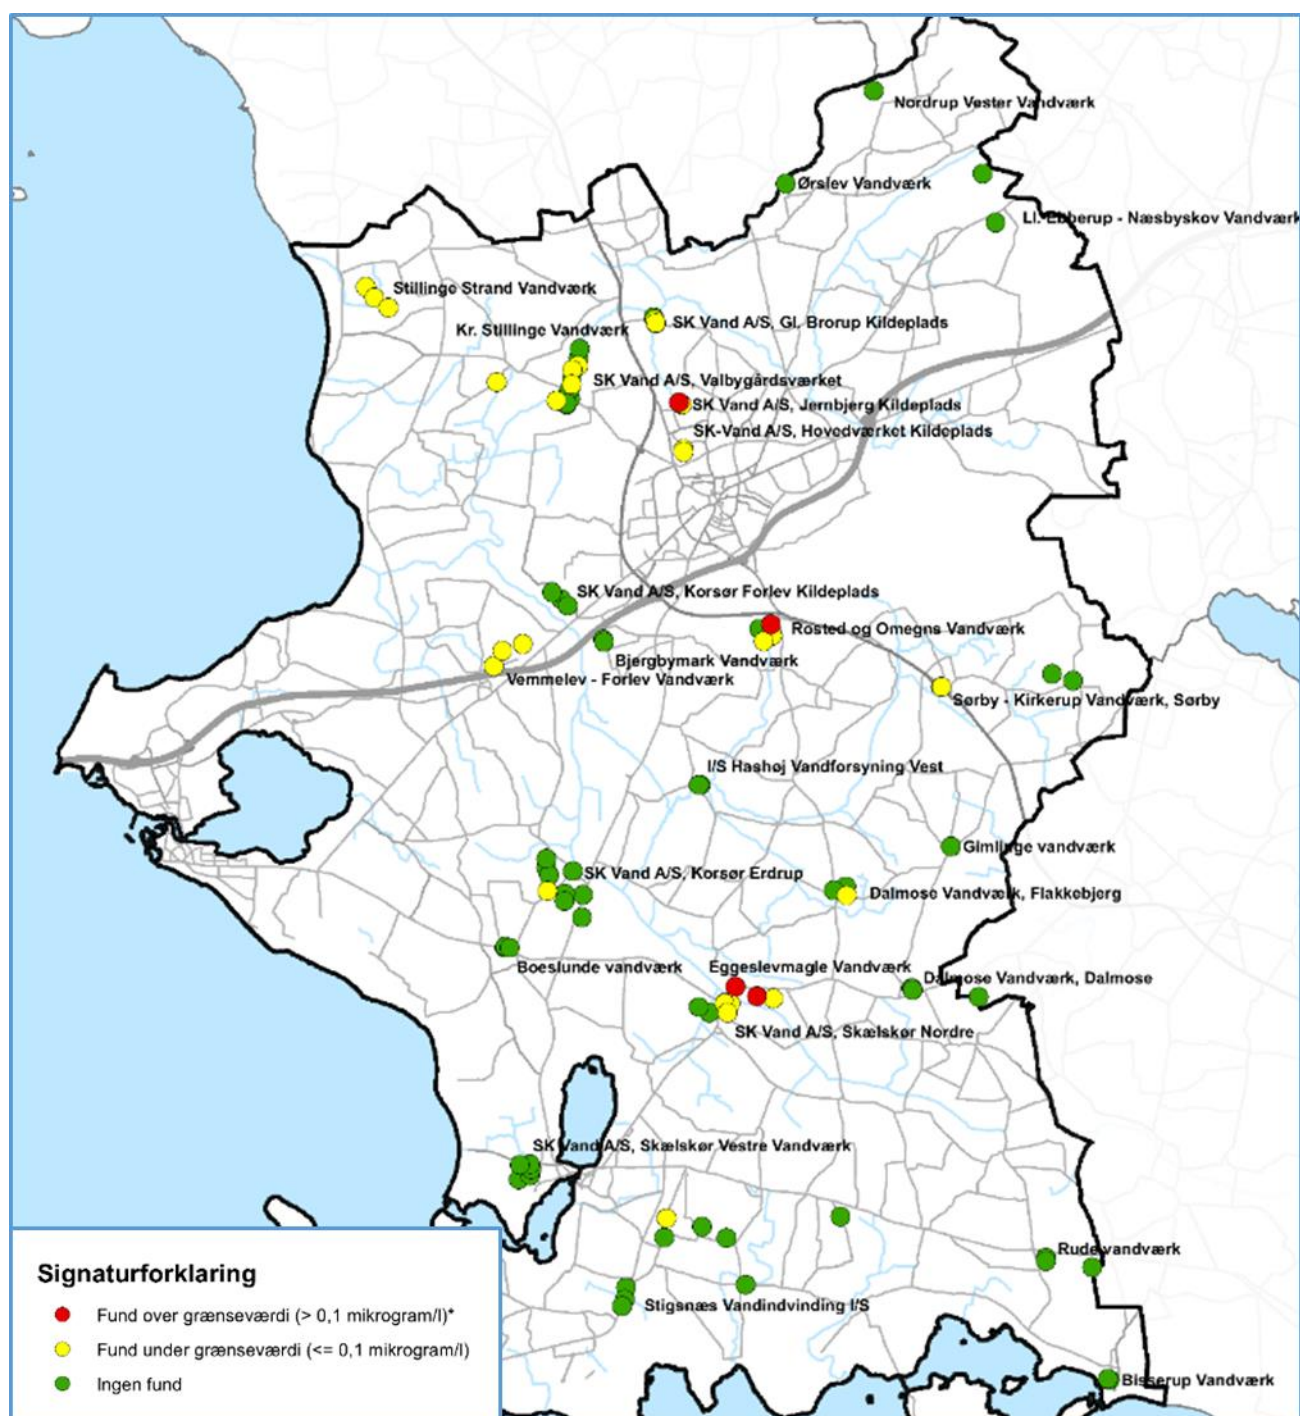 Nordrup Vester Vandværk
Ørslev Vandværk
Ll. Ebberup - Næsbyskov Vandværk
Stillinge Strand Vandværk
SK Vand A/S, Gl. Brorup Kildeplads
Kr. Stillinge Vandværk
SK Vand A/S, Valbygårdsværket
SK Vand A/S, Jernbjerg Kildeplads
SK-Vand A/S, Hovedværket Kildeplads
SK Vand A/S, Korsør Forlev Kildeplads
Rosted og Omegns Vandværk
Bjergbymark Vandværk
Vemmelev - Forlev Vandværk
Sørby - Kirkerup Vandværk, Sørby
I/S Hashøj Vandforsyning Vest
Gimlinge vandværk
SK Vand A/S, Korsør Erdrup
Dalmose Vandværk, Flakkebjerg
Boeslunde vandværk
Eggeslevmagle Vandværk
Dalmose Vandværk, Dalmose
SK Vand A/S, Skælskør Nordre
SK Vand A/S, Skælskør Vestre Vandværk
Rude vandværk
Stigsnæs Vandindvinding I/S
Bisserup Vandværk
Signaturforklaring
Fund over grænseværdi (> 0,1 mikrogram/l)*
Fund under grænseværdi (<= 0,1 mikrogram/l)
Ingen fund